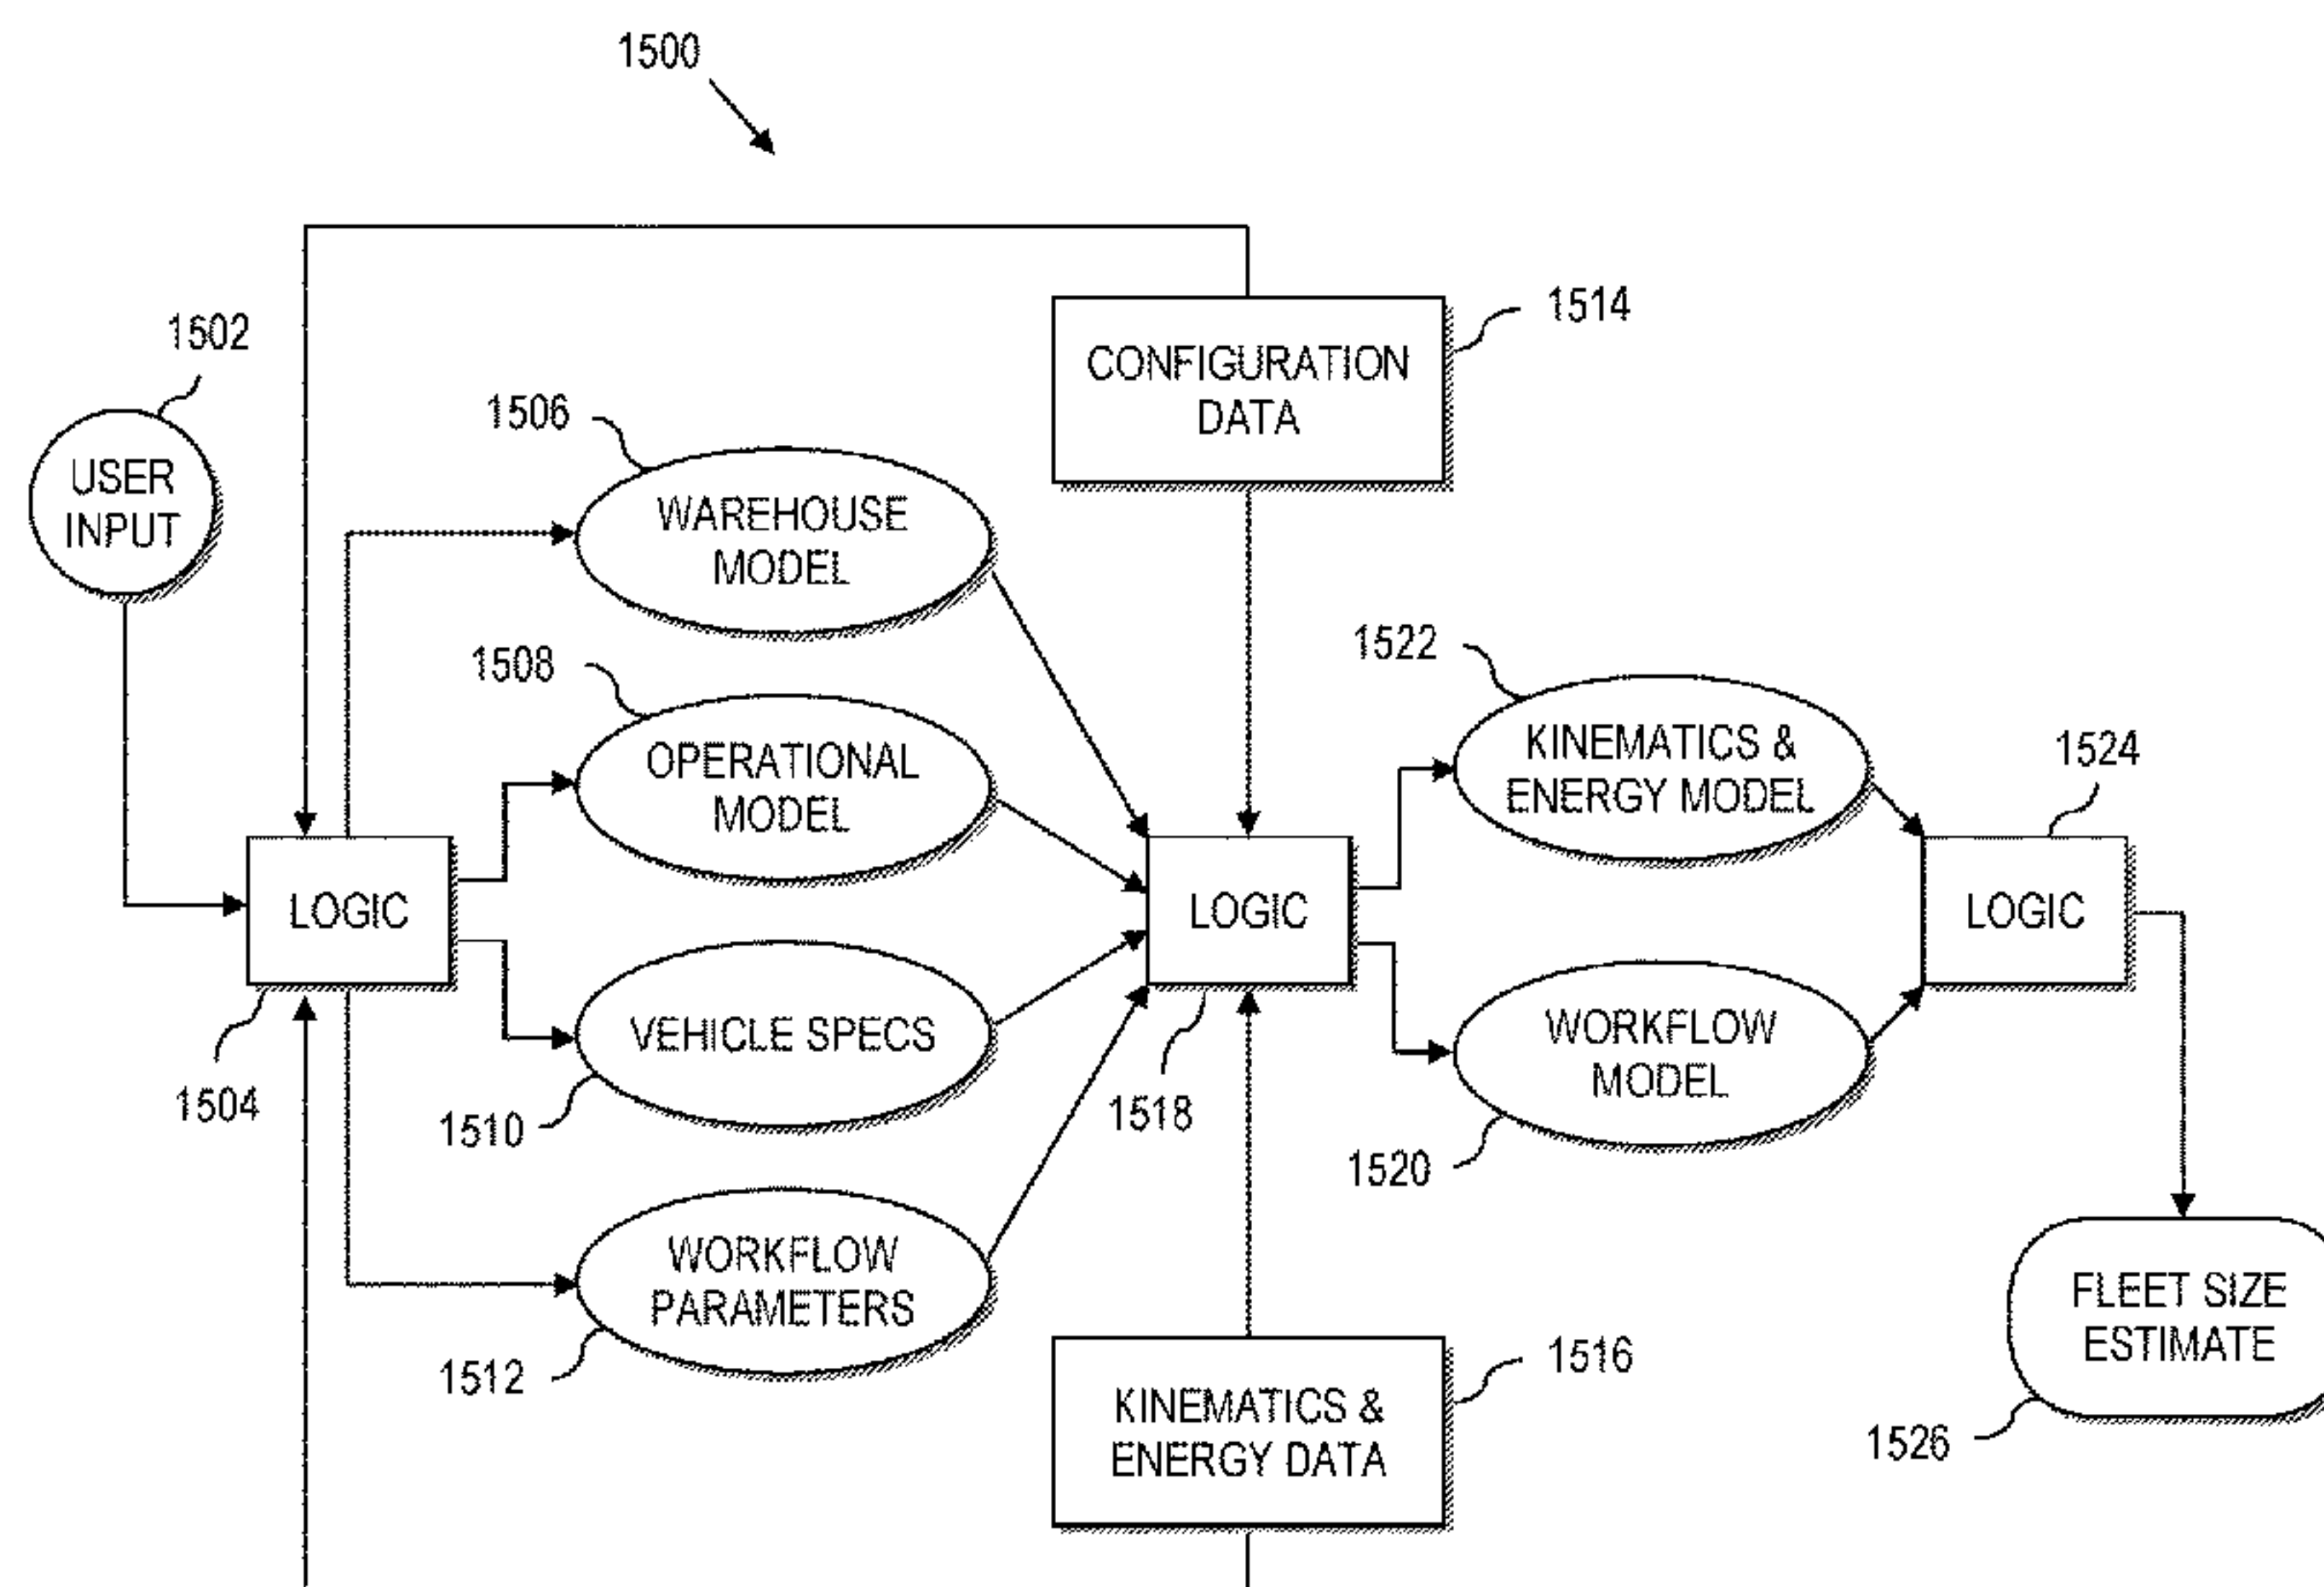 1500
1502
USER
INPUT
1506
WAREHOUSE
MODEL
CONFIGURATION
DATA
1514
1508
OPERATIONAL
MODEL
1522
KINEMATICS &
ENERGY MODEL
1524
LOGIC
1504
LOGIC
1518
LOGIC
VEHICLE SPECS
1510
WORKFLOW
MODEL
1520
WORKFLOW
PARAMETERS
1512
KINEMATICS &
ENERGY DATA
1516
FLEET SIZE
ESTIMATE
1526